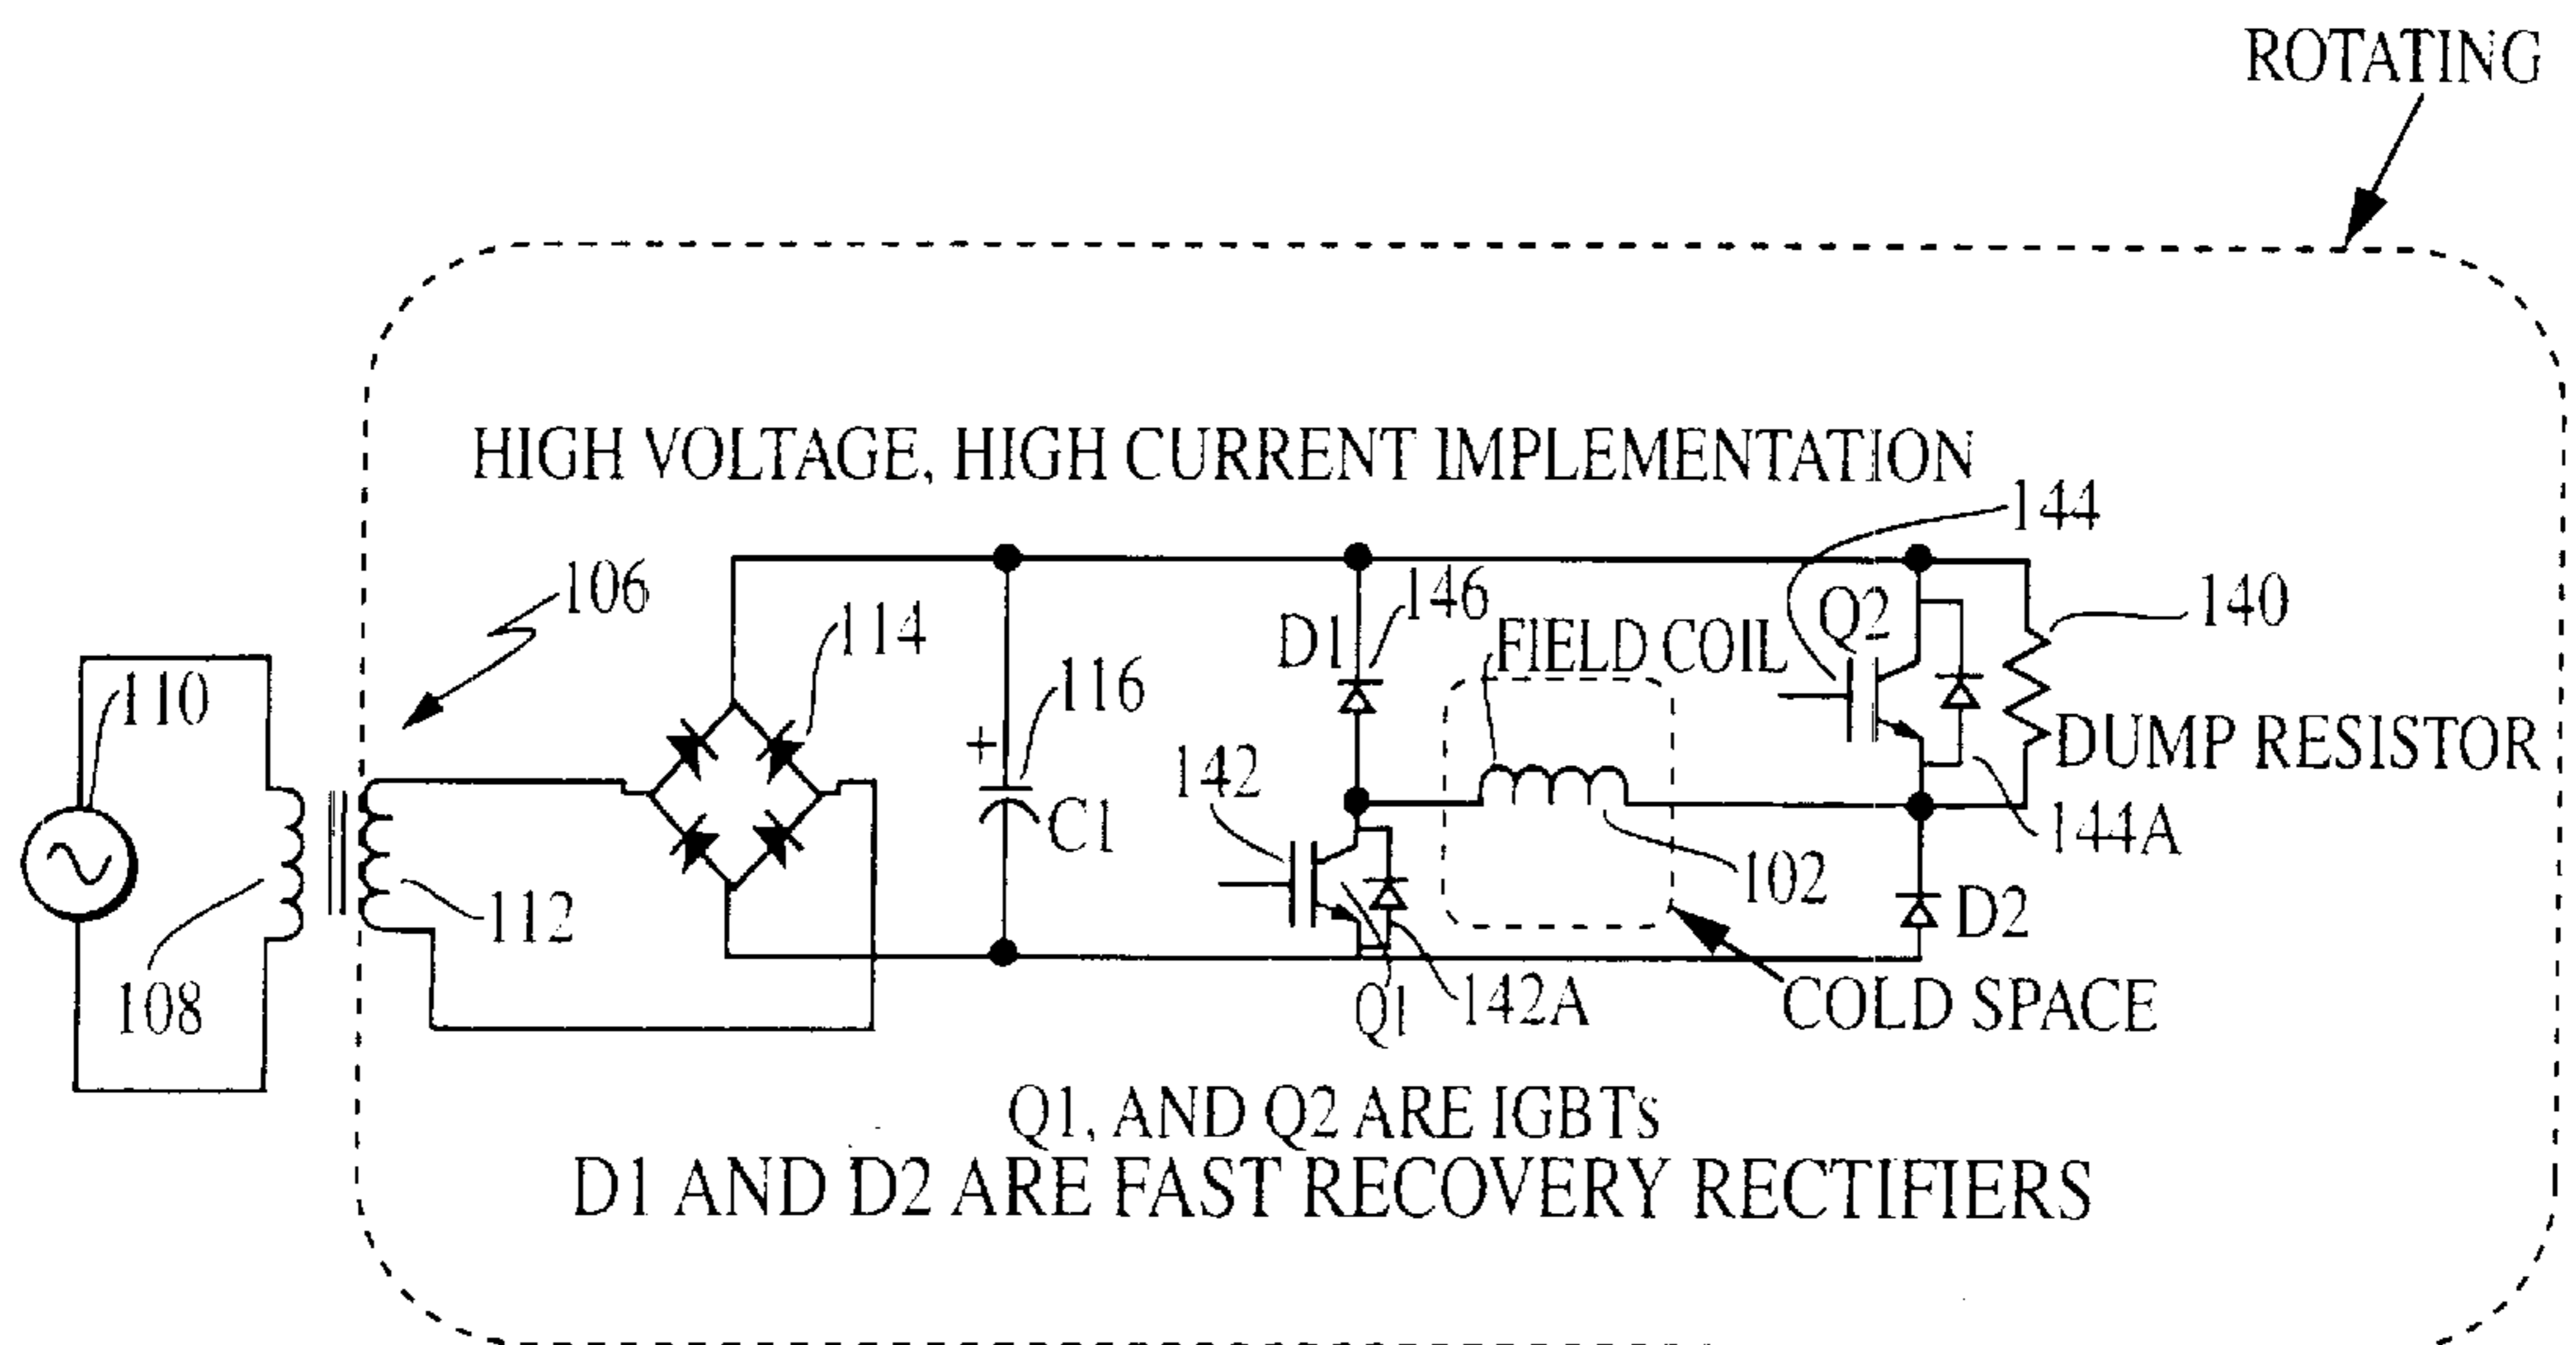 ROTATING
HIGH VOLTAGE, HIGH CURRENT IMPLEMENTATION
144
106
146
140
114
D1
FIELD COIL
Q2
110
116
+
DUMP RESISTOR
142
C1
144A
102
112
D2
108
Q1
142A
COLD SPACE
Q1, AND Q2 ARE IGBTs
D1 AND D2 ARE FAST RECOVERY RECTIFIERS